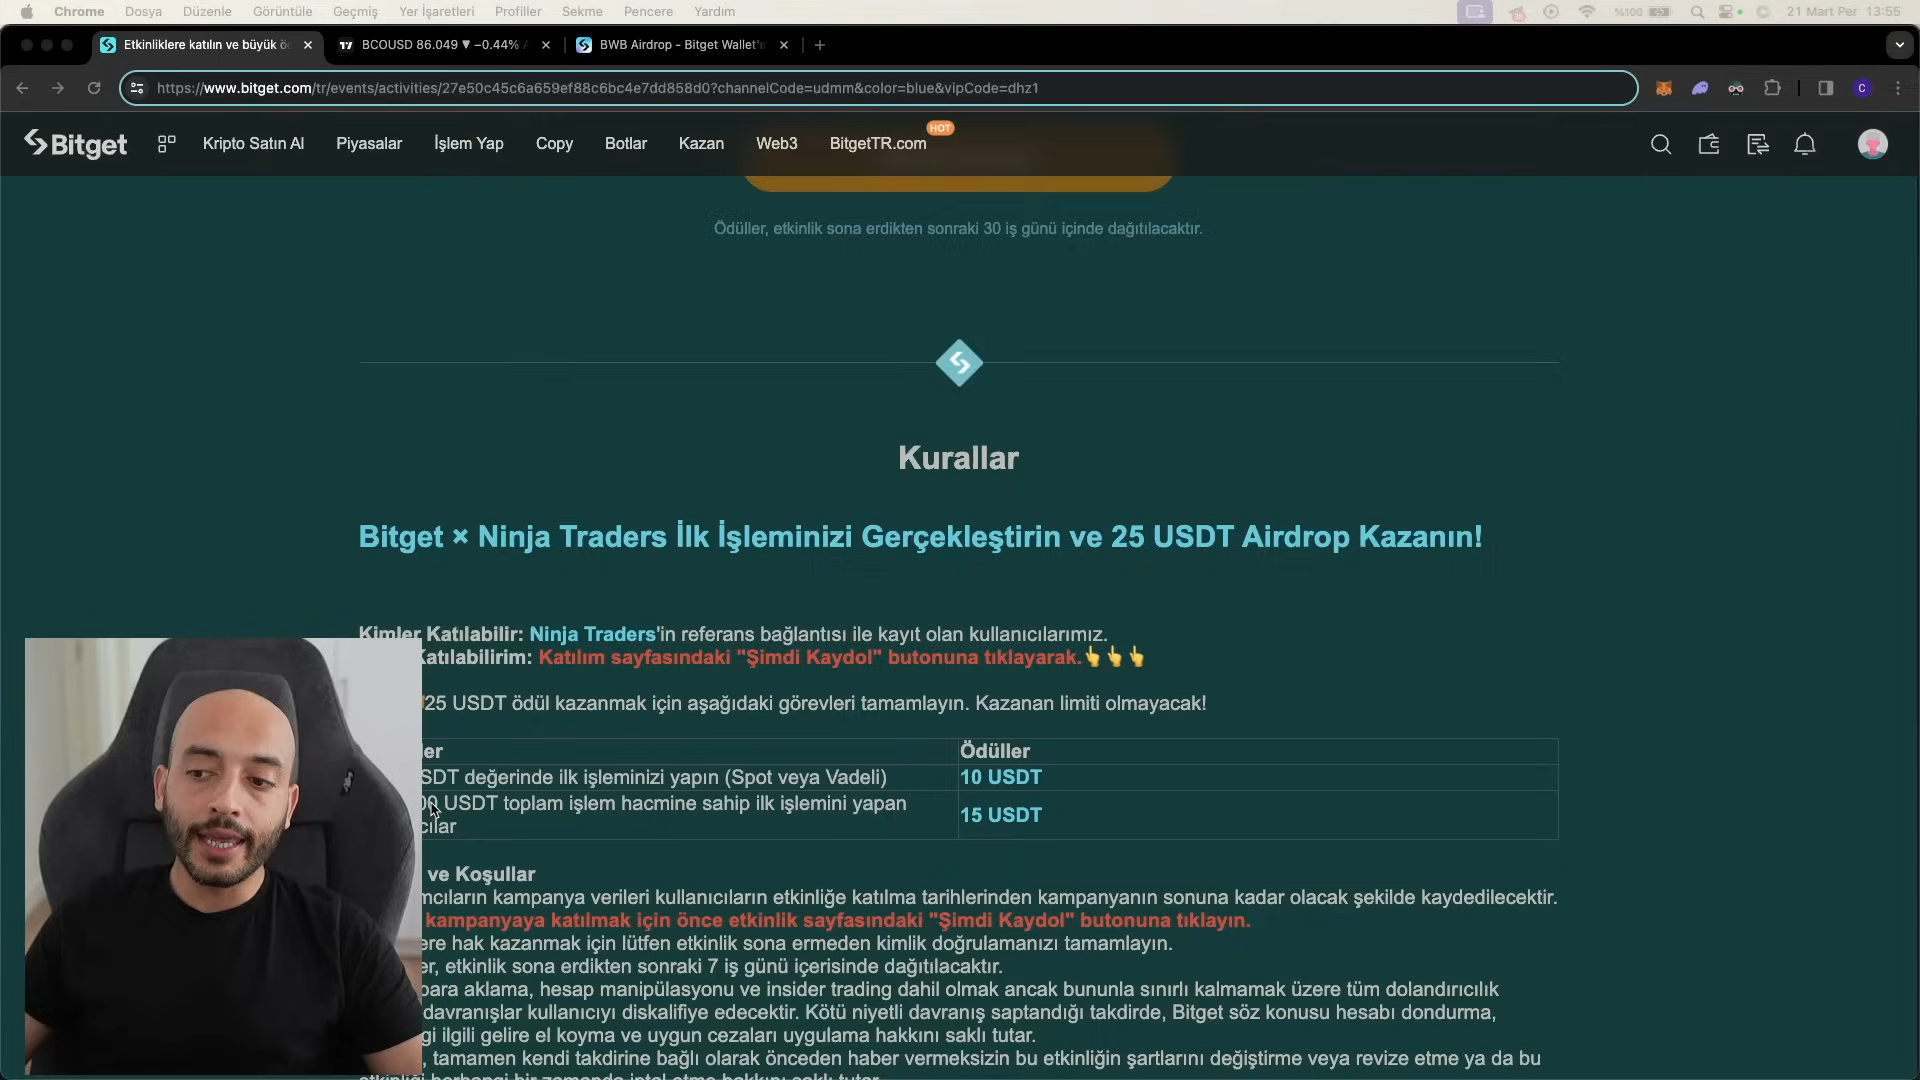 Chrome Dosya Düzenle Görüntüle Geçmiş Yer İşaretleri Profiller Sekme Pencere Yardım %100 21 Mart Per 13:55
Etkinliklere katılın ve büyük BCOUSD 86.049 ▼ −0.44% BWB Airdrop - Bitget Wallet'ı
https://www.bitget.com/tr/events/activities/27e50c45c6a659ef88c6bc4e7dd858d0?channelCode=udmm&color=blue&vipCode=dhz1
C
HOT
Bitget Kripto Satın Al Piyasalar İşlem Yap Copy Botlar Kazan Web3 BitgetTR.com
Ödüller, etkinlik sona erdikten sonraki 30 iş günü içinde dağıtılacaktır.
Kurallar
Bitget × Ninja Traders İlk İşleminizi Gerçekleştirin ve 25 USDT Airdrop Kazanın!
Kimler Katılabilir: Ninja Traders'in referans bağlantısı ile kayıt olan kullanıcılarımız.
Katılabilirim: Katılım sayfasındaki "Şimdi Kaydol" butonuna tıklayarak.👆👆👆
25 USDT ödül kazanmak için aşağıdaki görevleri tamamlayın. Kazanan limiti olmayacak!
ler Ödüller
SDT değerinde ilk işleminizi yapın (Spot veya Vadeli) 10 USDT
00 USDT toplam işlem hacmine sahip ilk işlemini yapan
cılar 15 USDT
ve Koşullar
mcıların kampanya verileri kullanıcıların etkinliğe katılma tarihlerinden kampanyanın sonuna kadar olacak şekilde kaydedilecektir.
kampanyaya katılmak için önce etkinlik sayfasındaki "Şimdi Kaydol" butonuna tıklayın.
ere hak kazanmak için lütfen etkinlik sona ermeden kimlik doğrulamanızı tamamlayın.
er, etkinlik sona erdikten sonraki 7 iş günü içerisinde dağıtılacaktır.
para aklama, hesap manipülasyonu ve insider trading dahil olmak ancak bununla sınırlı kalmamak üzere tüm dolandırıcılık
davranışlar kullanıcıyı diskalifiye edecektir. Kötü niyetli davranış saptandığı takdirde, Bitget söz konusu hesabı dondurma,
gi ilgili gelire el koyma ve uygun cezaları uygulama hakkını saklı tutar.
, tamamen kendi takdirine bağlı olarak önceden haber vermeksizin bu etkinliğin şartlarını değiştirme veya revize etme ya da bu